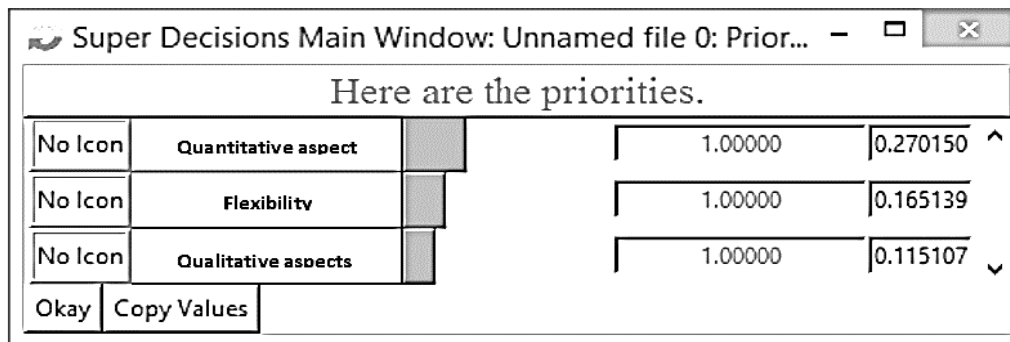 Super Decisions Main Window: Unnamed file 0: Prior...
Here are the priorities.
No Icon Quantitative aspect 1.00000 0.270150
No Icon Flexibility 1.00000 0.165139
No Icon Qualitative aspects 1.00000 0.115107
Okay Copy Values